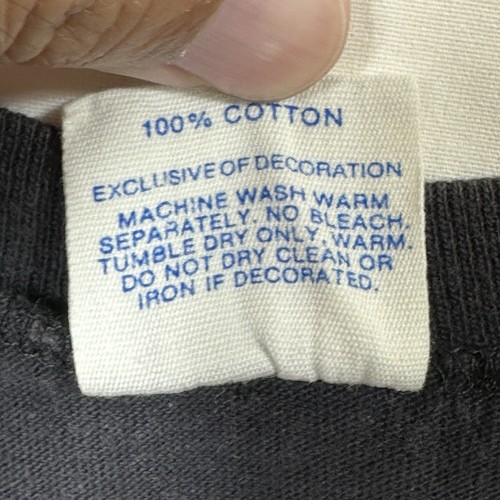 100% COTTON
EXCLUSIVE OF DECORATION
MACHINE WASH WARM
SEPARATELY. NO BLEACH.
TUMBLE DRY ONLY, WARM.
DO NOT DRY CLEAN OR
IRON IF DECORATED.